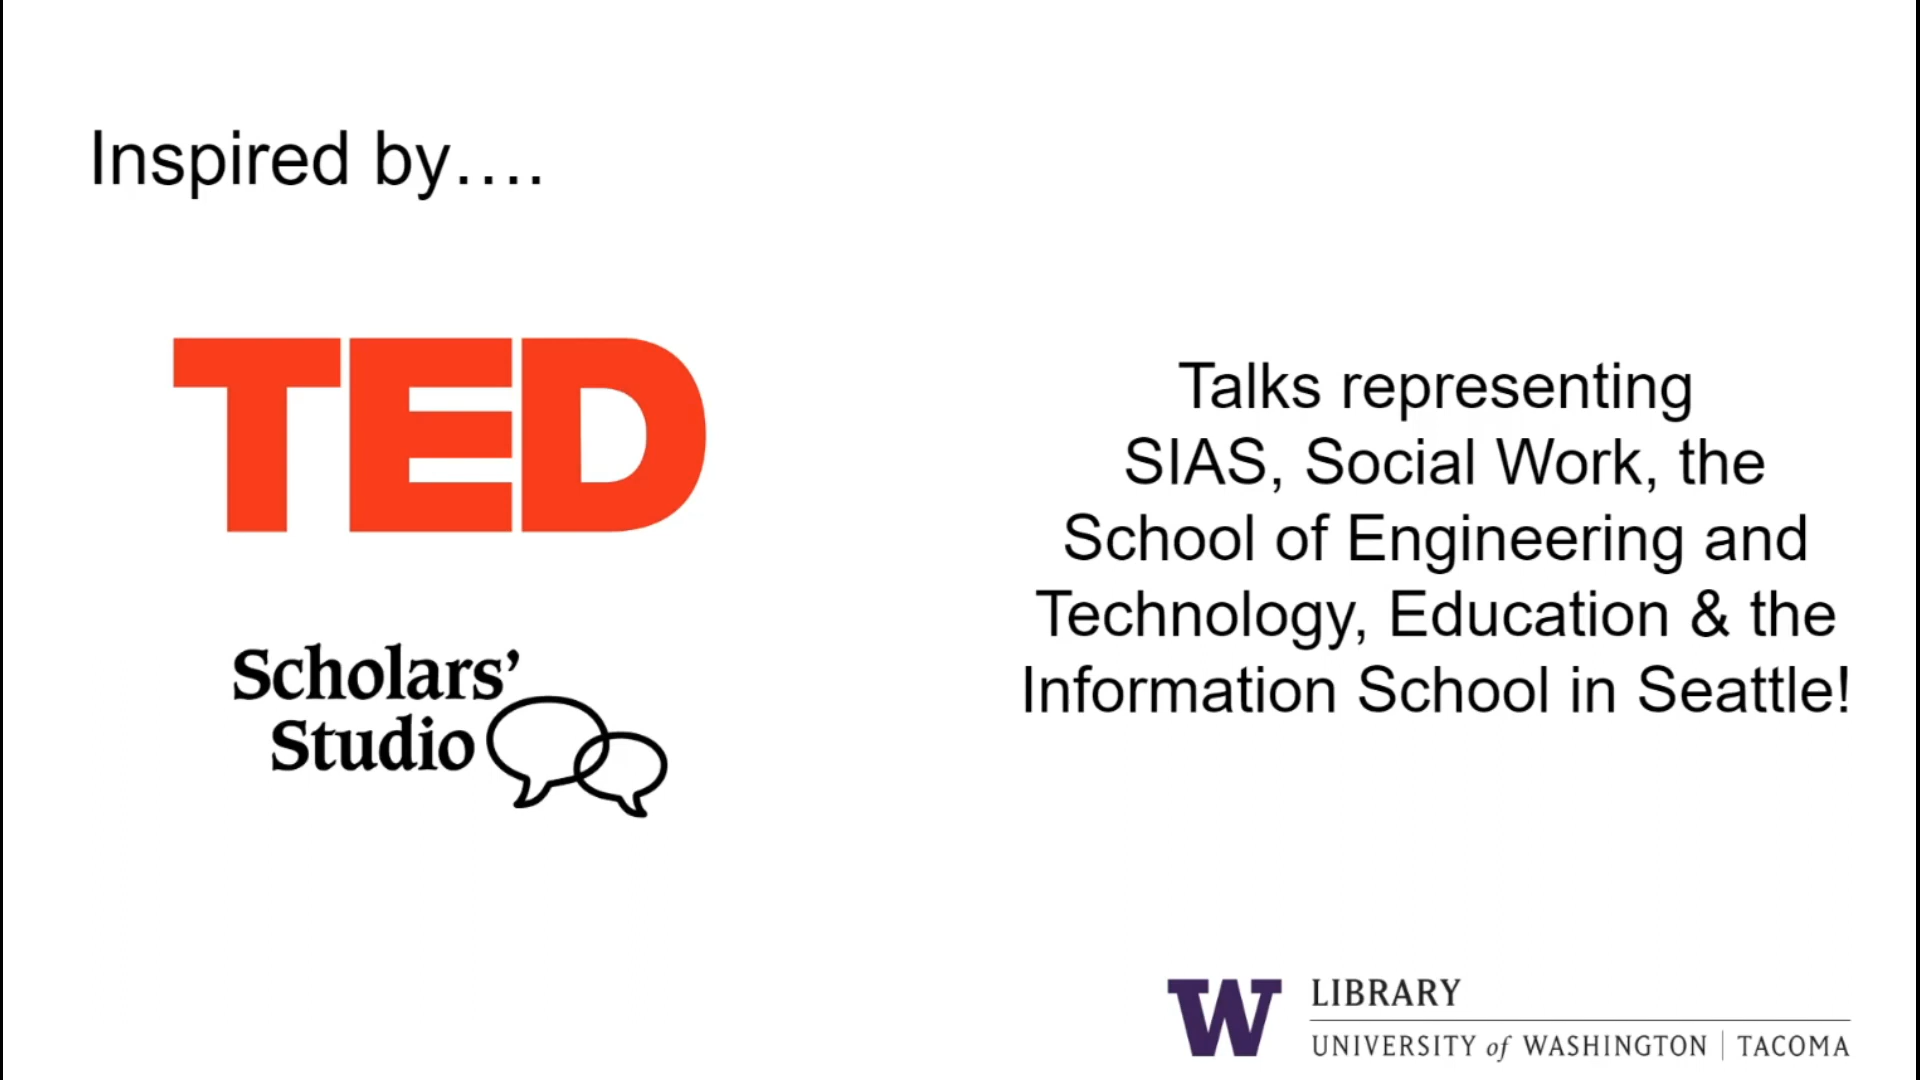 Inspired by....
TED
Scholars’
Studio
Talks representing
SIAS, Social Work, the
School of Engineering and
Technology, Education & the
Information School in Seattle!
W
LIBRARY
UNIVERSITY of WASHINGTON | TACOMA